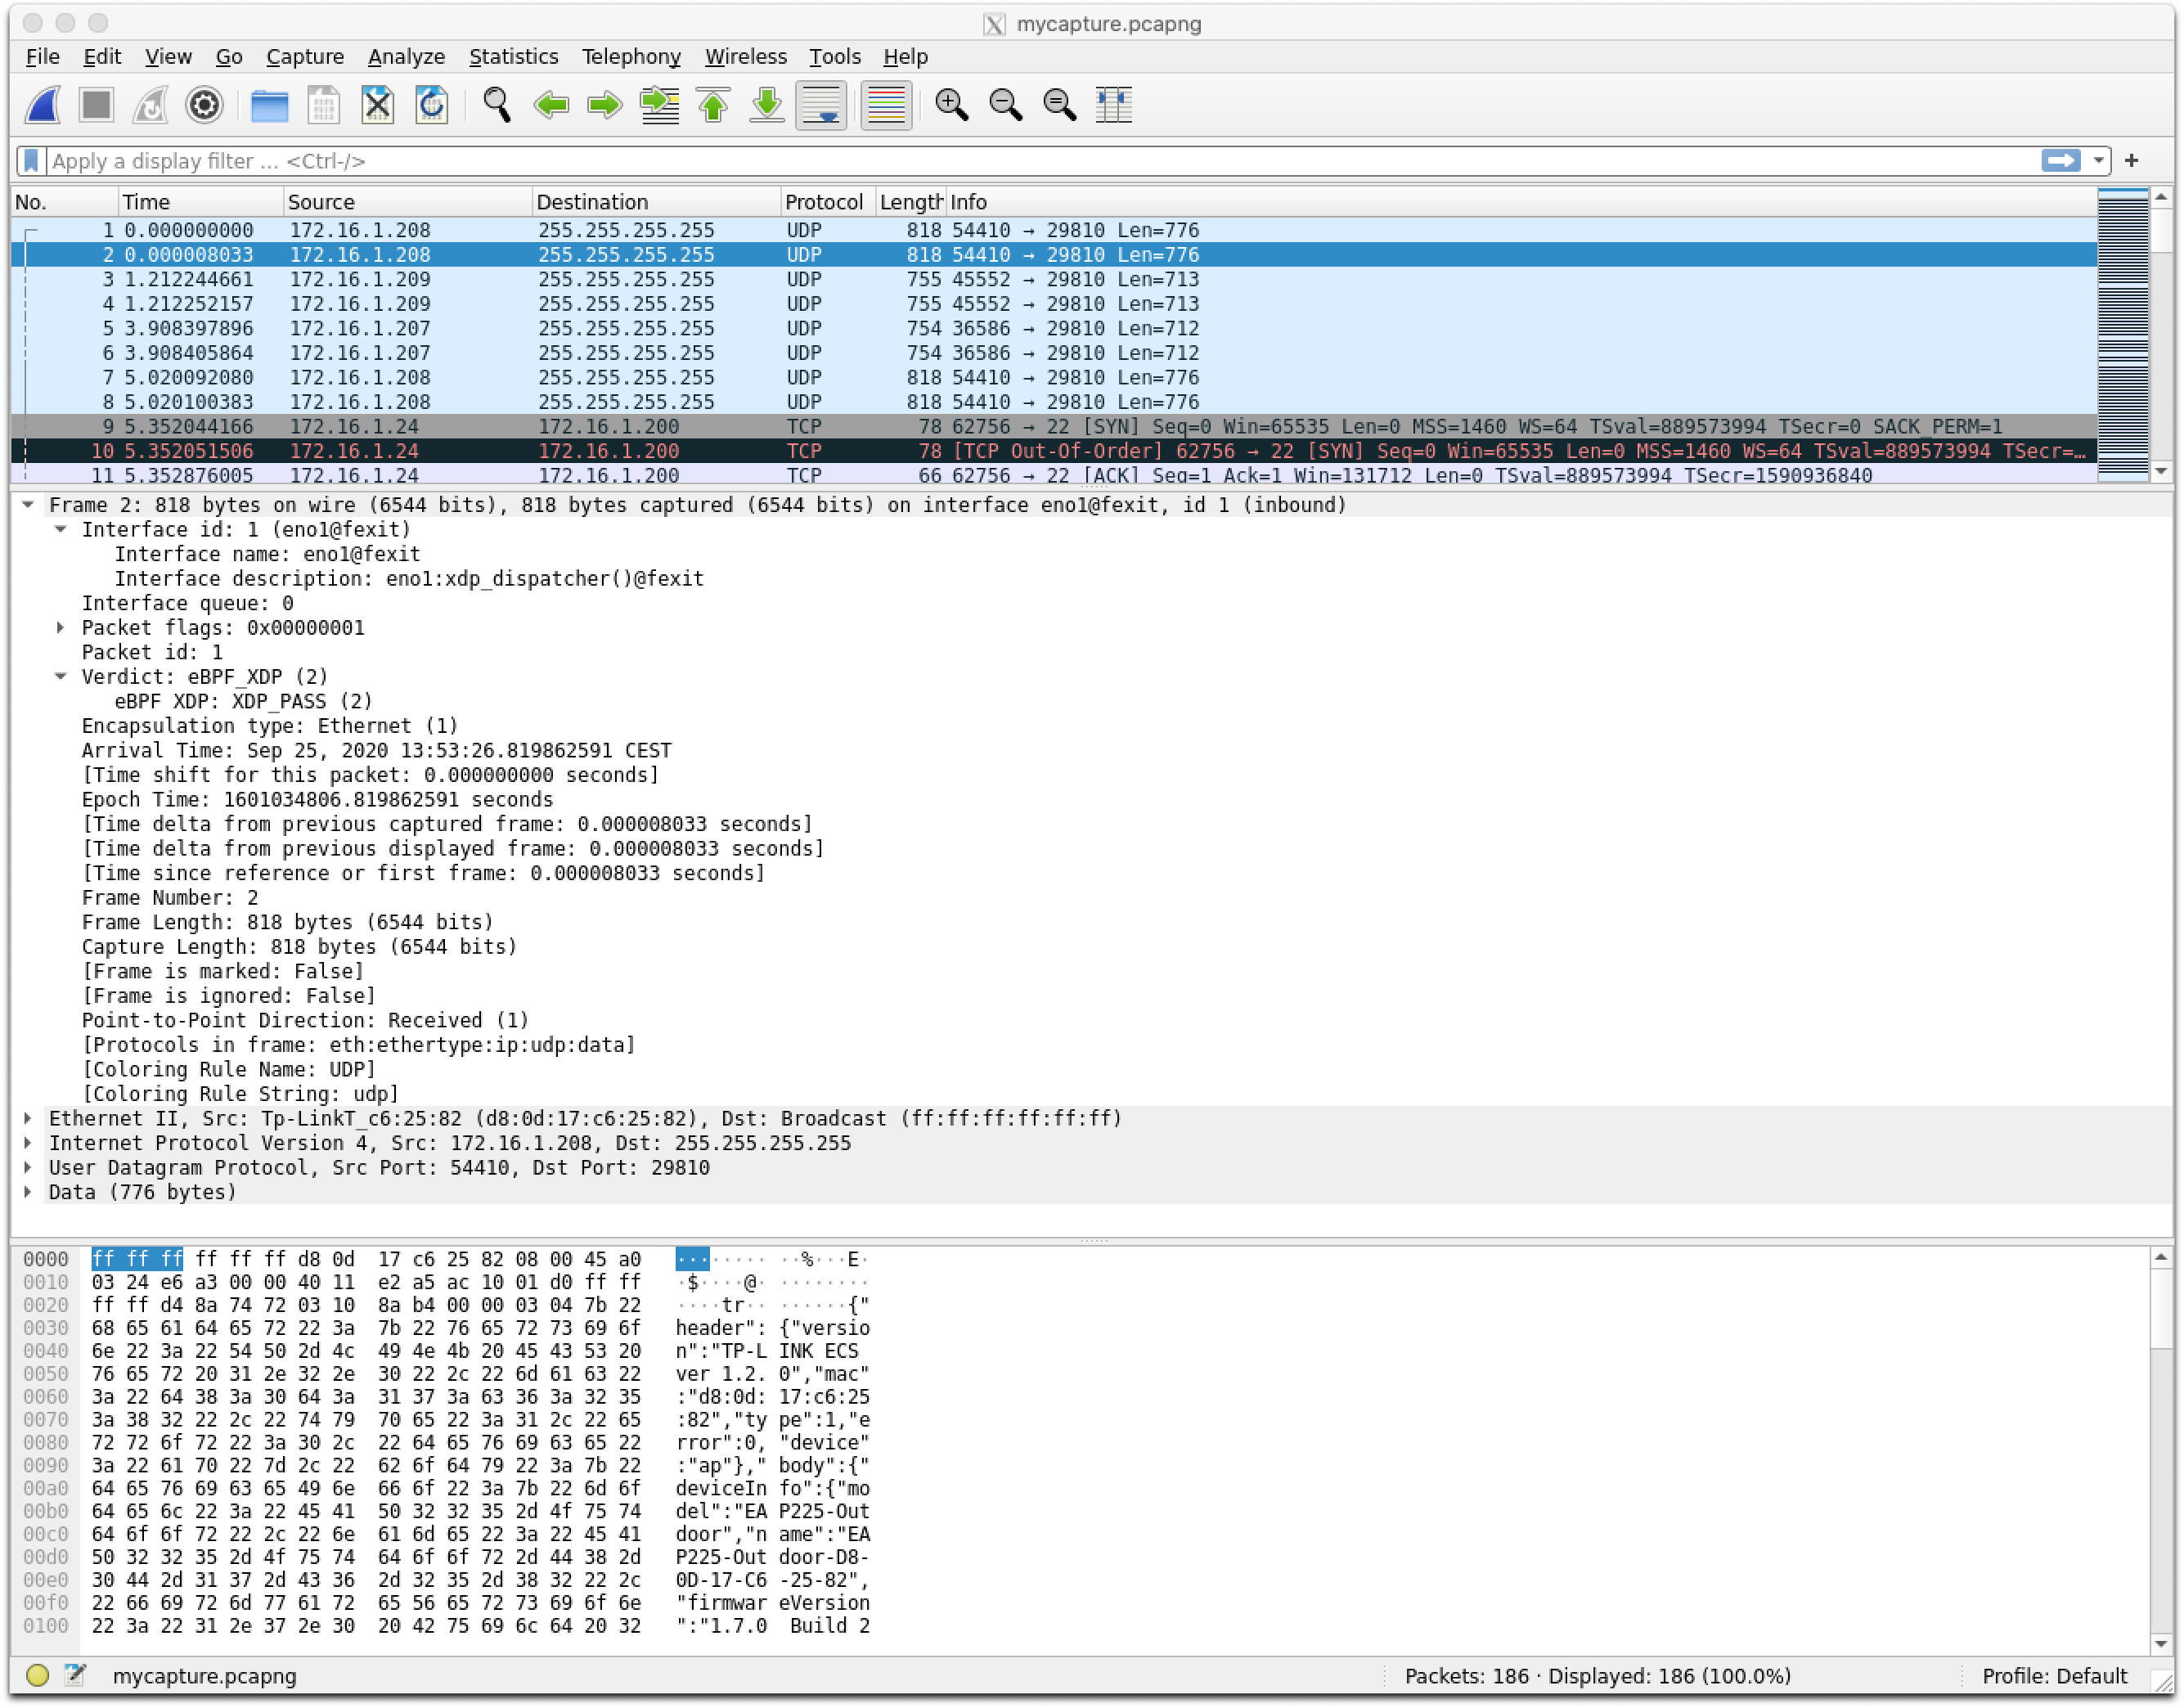 mycapture.pcapng
File Edit View Go Capture Analyze Statistics Telephony Wireless Tools Help
Apply a display filter ... <Ctrl-/>
No. Time Source Destination Protocol Length Info
1 0.000000000 172.16.1.208 255.255.255.255 UDP 818 54410 → 29810 Len=776
2 0.000008033 172.16.1.208 255.255.255.255 UDP 818 54410 → 29810 Len=776
3 1.212244661 172.16.1.209 255.255.255.255 UDP 755 45552 → 29810 Len=713
4 1.212252157 172.16.1.209 255.255.255.255 UDP 755 45552 → 29810 Len=713
5 3.908397896 172.16.1.207 255.255.255.255 UDP 754 36586 → 29810 Len=712
6 3.908405864 172.16.1.207 255.255.255.255 UDP 754 36586 → 29810 Len=712
7 5.020092080 172.16.1.208 255.255.255.255 UDP 818 54410 → 29810 Len=776
8 5.020100383 172.16.1.208 255.255.255.255 UDP 818 54410 → 29810 Len=776
9 5.352044166 172.16.1.24 172.16.1.200 TCP 78 62756 → 22 [SYN] Seq=0 Win=65535 Len=0 MSS=1460 WS=64 TSval=889573994 TSecr=0 SACK_PERM=1
10 5.352051506 172.16.1.24 172.16.1.200 TCP 78 [TCP Out-Of-Order] 62756 → 22 [SYN] Seq=0 Win=65535 Len=0 MSS=1460 WS=64 TSval=889573994 TSecr=…
11 5.352876005 172.16.1.24 172.16.1.200 TCP 66 62756 → 22 [ACK] Seq=1 Ack=1 Win=131712 Len=0 TSval=889573994 TSecr=1590936840
Frame 2: 818 bytes on wire (6544 bits), 818 bytes captured (6544 bits) on interface eno1@fexit, id 1 (inbound)
Interface id: 1 (eno1@fexit)
Interface name: eno1@fexit
Interface description: eno1:xdp_dispatcher()@fexit
Interface queue: 0
Packet flags: 0x00000001
Packet id: 1
Verdict: eBPF_XDP (2)
eBPF XDP: XDP_PASS (2)
Encapsulation type: Ethernet (1)
Arrival Time: Sep 25, 2020 13:53:26.819862591 CEST
[Time shift for this packet: 0.000000000 seconds]
Epoch Time: 1601034806.819862591 seconds
[Time delta from previous captured frame: 0.000008033 seconds]
[Time delta from previous displayed frame: 0.000008033 seconds]
[Time since reference or first frame: 0.000008033 seconds]
Frame Number: 2
Frame Length: 818 bytes (6544 bits)
Capture Length: 818 bytes (6544 bits)
[Frame is marked: False]
[Frame is ignored: False]
Point-to-Point Direction: Received (1)
[Protocols in frame: eth:ethertype:ip:udp:data]
[Coloring Rule Name: UDP]
[Coloring Rule String: udp]
Ethernet II, Src: Tp-LinkT_c6:25:82 (d8:0d:17:c6:25:82), Dst: Broadcast (ff:ff:ff:ff:ff:ff)
Internet Protocol Version 4, Src: 172.16.1.208, Dst: 255.255.255.255
User Datagram Protocol, Src Port: 54410, Dst Port: 29810
Data (776 bytes)
0000 ff ff ff ff ff ff d8 0d 17 c6 25 82 08 00 45 a0 ········ ··%···E·
0010 03 24 e6 a3 00 00 40 11 e2 a5 ac 10 01 d0 ff ff ·$····@· ········
0020 ff ff d4 8a 74 72 03 10 8a b4 00 00 03 04 7b 22 ····tr·· ······{"
0030 68 65 61 64 65 72 22 3a 7b 22 76 65 72 73 69 6f header": {"versio
0040 6e 22 3a 22 54 50 2d 4c 49 4e 4b 20 45 43 53 20 n":"TP-L INK ECS
0050 76 65 72 20 31 2e 32 2e 30 22 2c 22 6d 61 63 22 ver 1.2. 0","mac"
0060 3a 22 64 38 3a 30 64 3a 31 37 3a 63 36 3a 32 35 :"d8:0d: 17:c6:25
0070 3a 38 32 22 2c 22 74 79 70 65 22 3a 31 2c 22 65 :82","ty pe":1,"e
0080 72 72 6f 72 22 3a 30 2c 22 64 65 76 69 63 65 22 rror":0, "device"
0090 3a 22 61 70 22 7d 2c 22 62 6f 64 79 22 3a 7b 22 :"ap"}," body":{"
00a0 64 65 76 69 63 65 49 6e 66 6f 22 3a 7b 22 6d 6f deviceIn fo":{"mo
00b0 64 65 6c 22 3a 22 45 41 50 32 32 35 2d 4f 75 74 del":"EA P225-Out
00c0 64 6f 6f 72 22 2c 22 6e 61 6d 65 22 3a 22 45 41 door","n ame":"EA
00d0 50 32 32 35 2d 4f 75 74 64 6f 6f 72 2d 44 38 2d P225-Out door-D8-
00e0 30 44 2d 31 37 2d 43 36 2d 32 35 2d 38 32 22 2c 0D-17-C6 -25-82",
00f0 22 66 69 72 6d 77 61 72 65 56 65 72 73 69 6f 6e "firmwar eVersion
0100 22 3a 22 31 2e 37 2e 30 20 42 75 69 6c 64 20 32 ":"1.7.0 Build 2
mycapture.pcapng Packets: 186 · Displayed: 186 (100.0%) Profile: Default